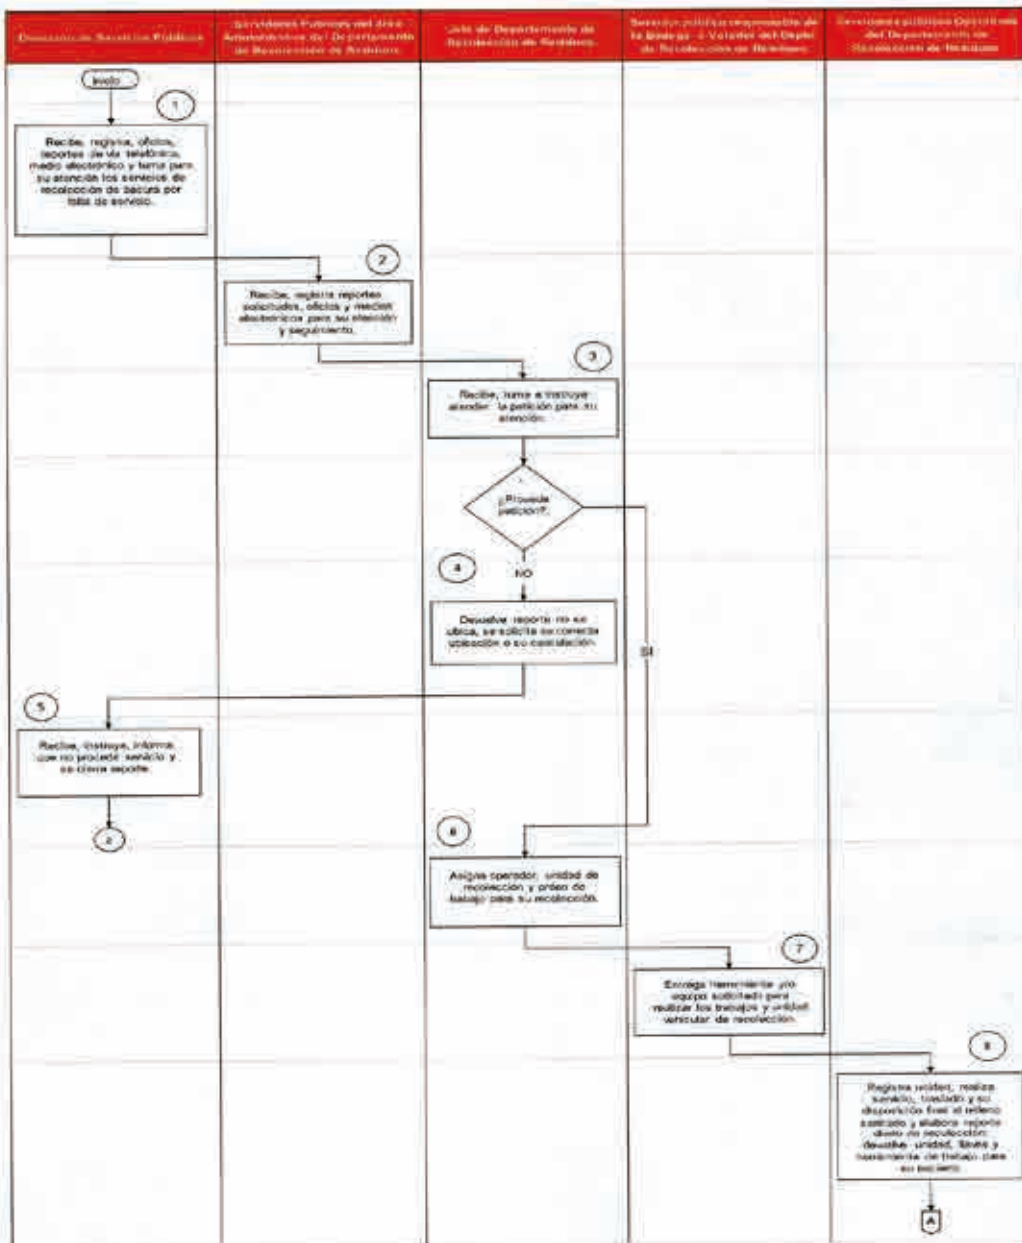 Dirección de Servicios Públicos
Servidores Públicos del Área
Administrativa del Departamento
de Recolección de Residuos
Jefe de Departamento de
Recolección de Residuos
Servidor público responsable de
la Bodega o Velador del Depto
de Recolección de Residuos
Servidores públicos Operativos
del Departamento de
Recolección de Residuos
Inicio
1
Recibe, registra, oficios,
reportes de vía telefónica,
medio electrónico y turna para
su atención los servicios de
recolección de basura por
falta de servicio.
2
Recibe, registra reportes
solicitudes, oficios y medios
electrónicos para su atención
y seguimiento.
3
Recibe, turna e instruye
atender la petición para su
atención.
¿Procede
petición?
4
NO
Devuelve reporte no se
ubica, se solicita se corrected
ubicación o su cancelación.
SI
5
Recibe, instruye, informa
que no procede servicio y
se cierra reporte.
2
6
Asigna operador, unidad de
recolección y orden de
trabajo para su recolección.
7
Entrega herramienta y/o
equipo solicitado para
realizar los trabajos y unidad
vehicular de recolección.
8
Registra unidad, realiza
servicio, traslado y su
disposición final al relleno
sanitario y elabora reporte
diario de recolección
devuelve unidad, llaves y
herramienta de trabajo para
su
A